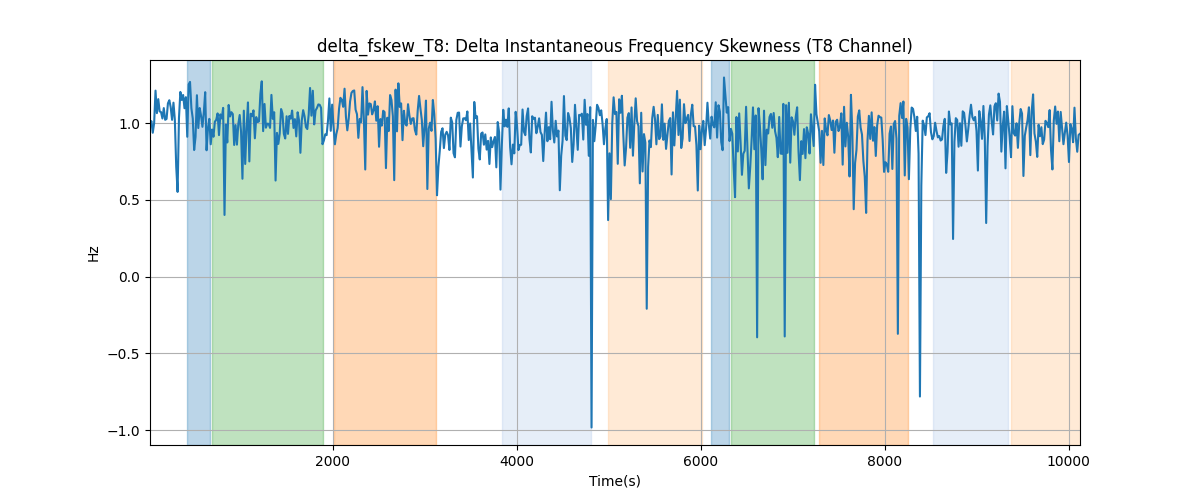 delta_fskew_T8: Delta Instantaneous Frequency Skewness (T8 Channel)
1.0
0.5
0.0
−0.5
−1.0
Hz
2000 4000 6000 8000 10000
Time(s)